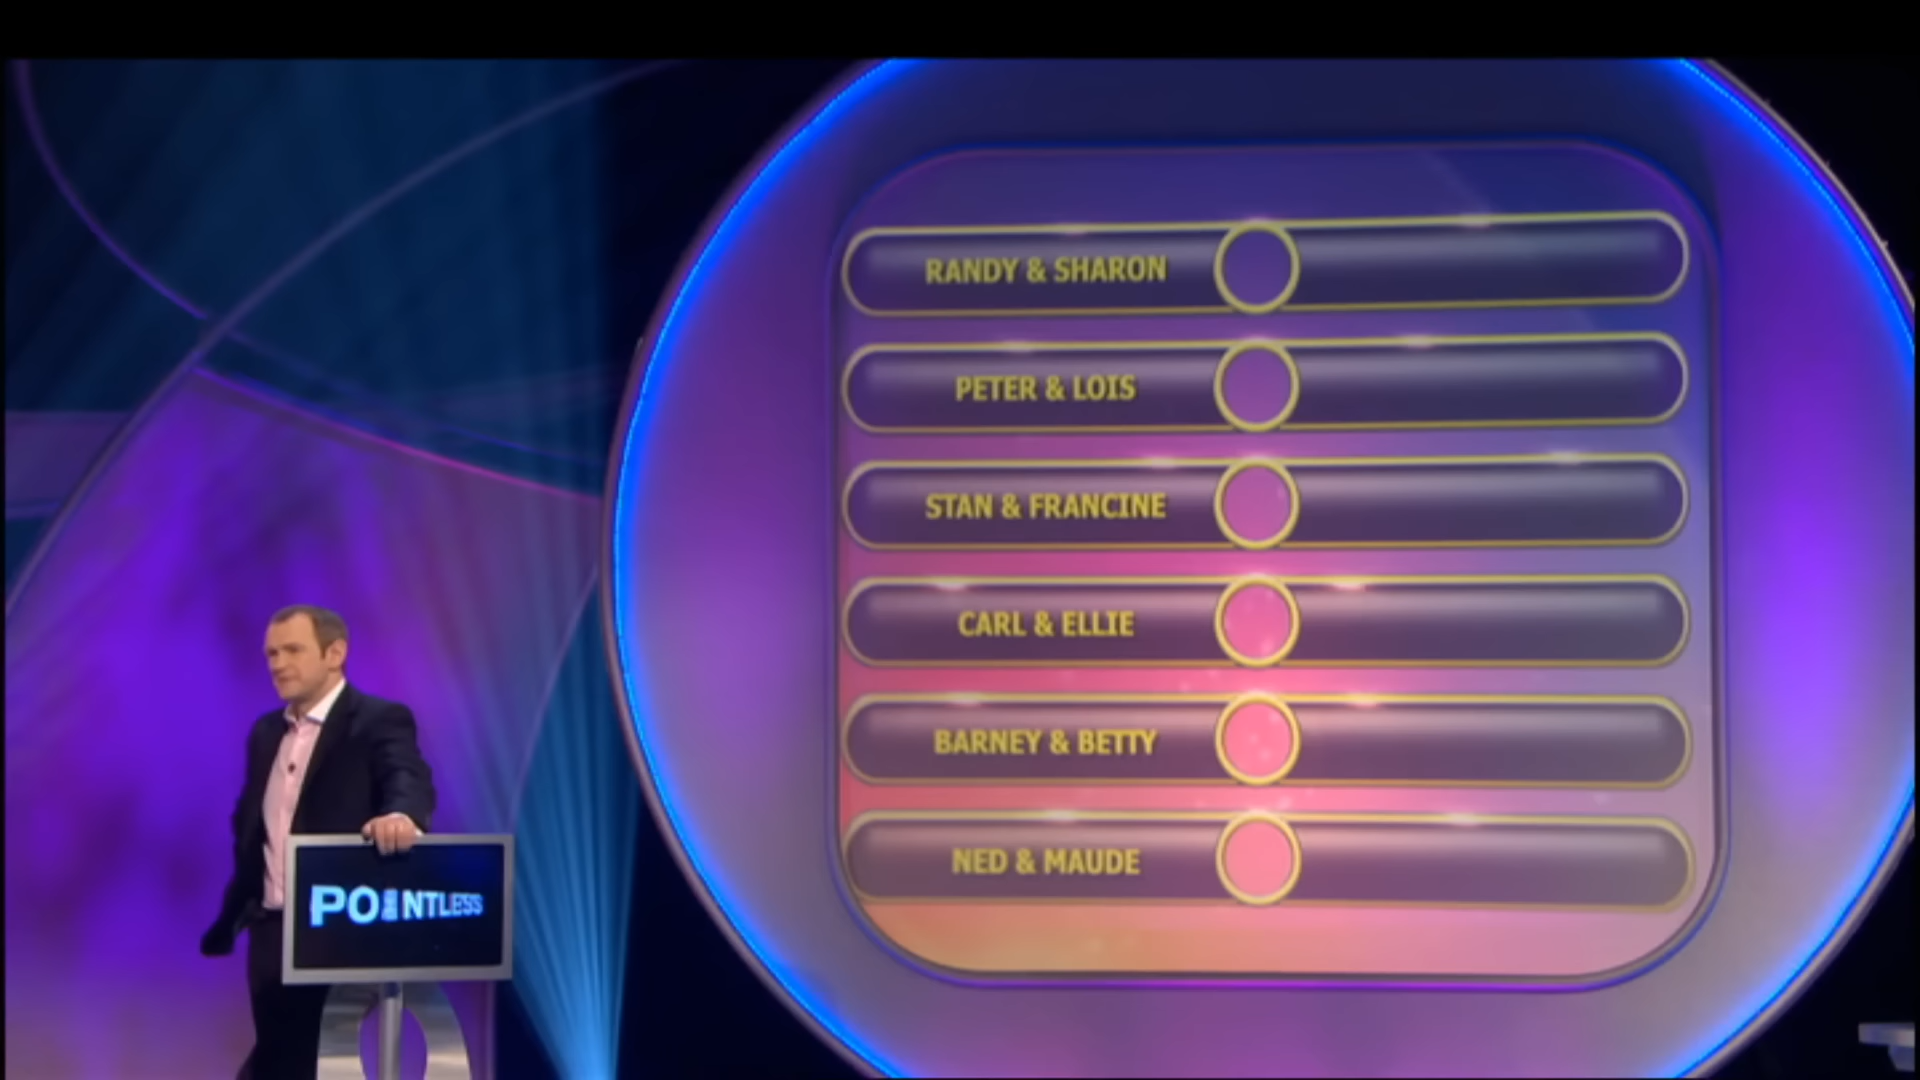 RANDY & SHARON
PETER & LOIS
STAN & FRANCINE
CARL & ELLIE
BARNEY & BETTY
NED & MAUDE
POINTLESS